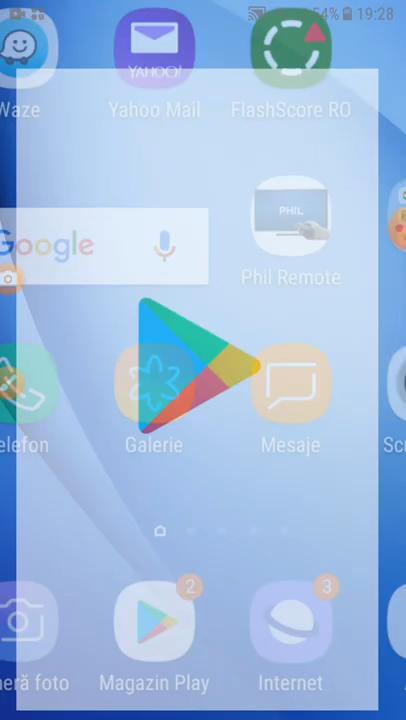 54% 19:28
YAHOO!
Waze
Yahoo Mail
FlashScore RO
PHIL
Google
Phil Remote
elefon
Galerie
Mesaje
Scr
2
3
meră foto
Magazin Play
Internet